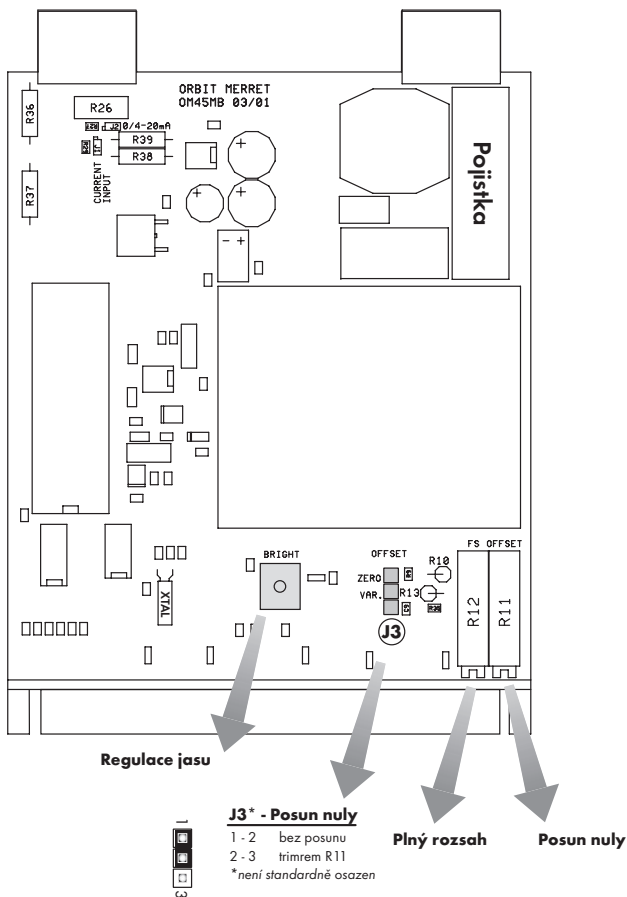 ORBIT MERRET
OM45MB 03/01
R36
R26
J2 0/4-20mA
R39
R38
R37
CURRENT
INPUT
Pojistka
- +
+
+
+
BRIGHT
OFFSET
ZERO
VAR.
R10
R13
FS OFFSET
R12
R11
XTAL
J3
Regulace jasu
J3* - Posun nuly
1 - 2 bez posunu
2 - 3 trimrem R11
*není standardně osazen
1
3
Plný rozsah
Posun nuly